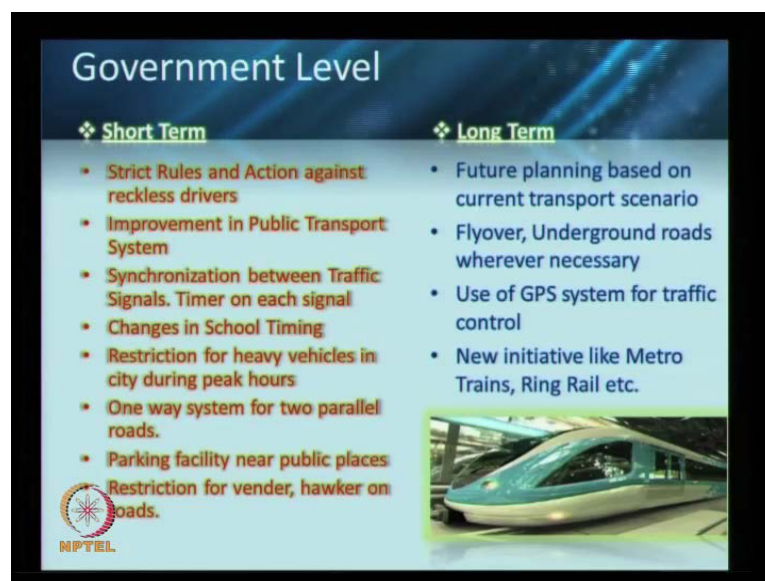 Government Level
❖ Short Term
• Strict Rules and Action against
reckless drivers
• Improvement in Public Transport
System
• Synchronization between Traffic
Signals. Timer on each signal
• Changes in School Timing
• Restriction for heavy vehicles in
city during peak hours
• One way system for two parallel
roads.
• Parking facility near public places
Restriction for vender, hawker on
oads.
❖ Long Term
• Future planning based on
current transport scenario
• Flyover, Underground roads
wherever necessary
• Use of GPS system for traffic
control
• New initiative like Metro
Trains, Ring Rail etc.
NPTEL